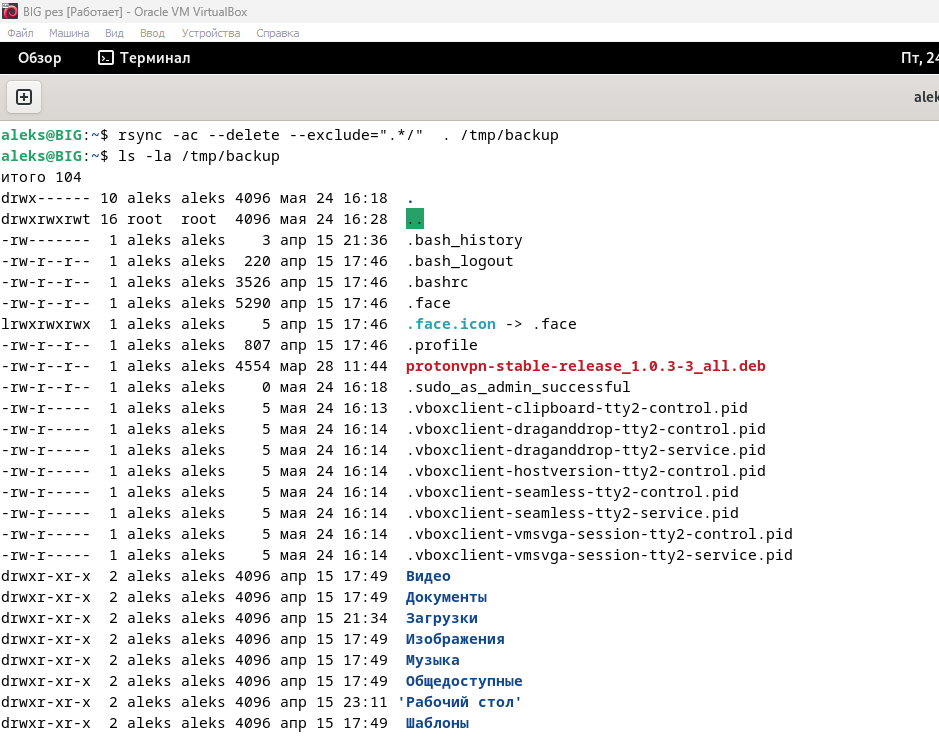 BIG рез [Работает] - Oracle VM VirtualBox
Файл Машина Вид Ввод Устройства Справка
Обзор Терминал Пт, 24
alek
aleks@BIG:~$ rsync -ac --delete --exclude=".*/"  . /tmp/backup
aleks@BIG:~$ ls -la /tmp/backup
итого 104
drwx------ 10 aleks aleks 4096 мая 24 16:18  .
drwxrwxrwt 16 root  root  4096 мая 24 16:28  ..
-rw-------  1 aleks aleks    3 апр 15 21:36  .bash_history
-rw-r--r--  1 aleks aleks  220 апр 15 17:46  .bash_logout
-rw-r--r--  1 aleks aleks 3526 апр 15 17:46  .bashrc
-rw-r--r--  1 aleks aleks 5290 апр 15 17:46  .face
lrwxrwxrwx  1 aleks aleks    5 апр 15 17:46  .face.icon -> .face
-rw-r--r--  1 aleks aleks  807 апр 15 17:46  .profile
-rw-r--r--  1 aleks aleks 4554 мар 28 11:44  protonvpn-stable-release_1.0.3-3_all.deb
-rw-r--r--  1 aleks aleks    0 мая 24 16:18  .sudo_as_admin_successful
-rw-r-----  1 aleks aleks    5 мая 24 16:13  .vboxclient-clipboard-tty2-control.pid
-rw-r-----  1 aleks aleks    5 мая 24 16:14  .vboxclient-draganddrop-tty2-control.pid
-rw-r-----  1 aleks aleks    5 мая 24 16:14  .vboxclient-draganddrop-tty2-service.pid
-rw-r-----  1 aleks aleks    5 мая 24 16:14  .vboxclient-hostversion-tty2-control.pid
-rw-r-----  1 aleks aleks    5 мая 24 16:14  .vboxclient-seamless-tty2-control.pid
-rw-r-----  1 aleks aleks    5 мая 24 16:14  .vboxclient-seamless-tty2-service.pid
-rw-r-----  1 aleks aleks    5 мая 24 16:14  .vboxclient-vmsvga-session-tty2-control.pid
-rw-r-----  1 aleks aleks    5 мая 24 16:14  .vboxclient-vmsvga-session-tty2-service.pid
drwxr-xr-x  2 aleks aleks 4096 апр 15 17:49  Видео
drwxr-xr-x  2 aleks aleks 4096 апр 15 17:49  Документы
drwxr-xr-x  2 aleks aleks 4096 апр 15 21:34  Загрузки
drwxr-xr-x  2 aleks aleks 4096 апр 15 17:49  Изображения
drwxr-xr-x  2 aleks aleks 4096 апр 15 17:49  Музыка
drwxr-xr-x  2 aleks aleks 4096 апр 15 17:49  Общедоступные
drwxr-xr-x  2 aleks aleks 4096 апр 15 23:11 'Рабочий стол'
drwxr-xr-x  2 aleks aleks 4096 апр 15 17:49  Шаблоны